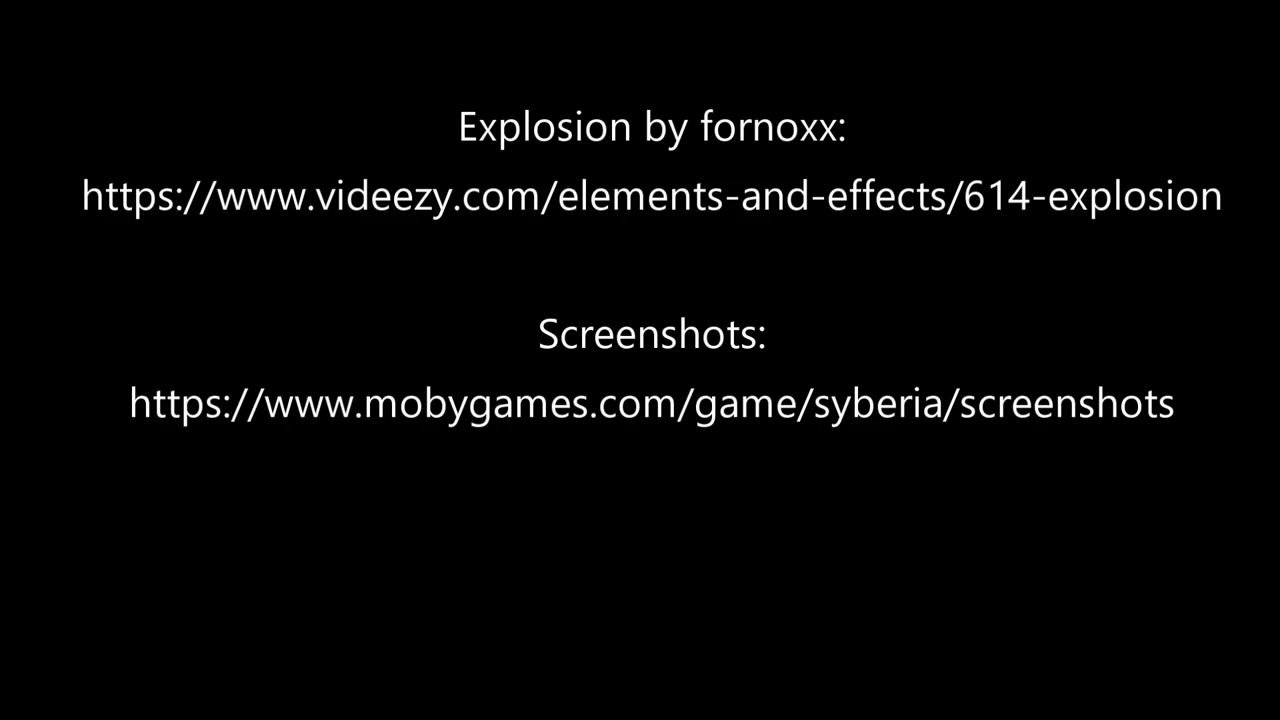 Explosion by fornoxx:
https://www.videezy.com/elements-and-effects/614-explosion
Screenshots:
https://www.mobygames.com/game/syberia/screenshots